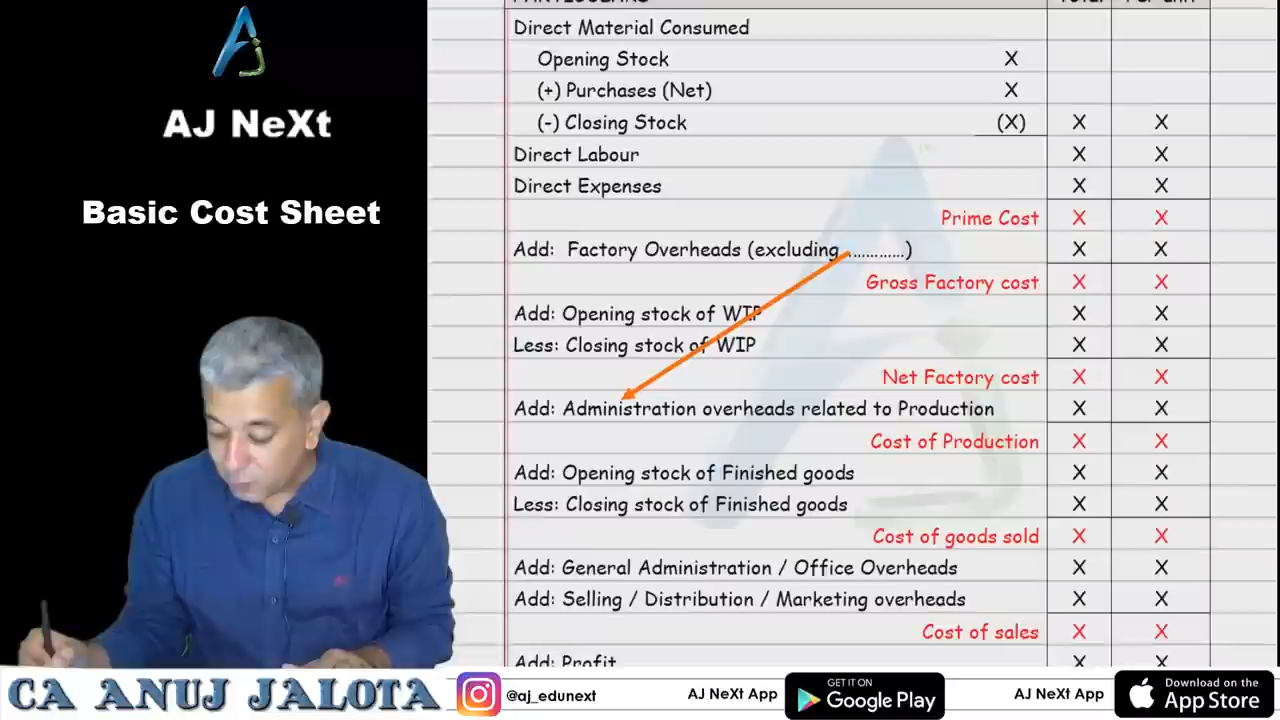 AJ NeXt
Basic Cost Sheet
Direct Material Consumed
Opening Stock X
(+) Purchases (Net) X
(-) Closing Stock (X) X X
Direct Labour X X
Direct Expenses X X
Prime Cost X X
Add: Factory Overheads (excluding ............) X X
Gross Factory cost X X
Add: Opening stock of WIP X X
Less: Closing stock of WIP X X
Net Factory cost X X
Add: Administration overheads related to Production X X
Cost of Production X X
Add: Opening stock of Finished goods X X
Less: Closing stock of Finished goods X X
Cost of goods sold X X
Add: General Administration / Office Overheads X X
Add: Selling / Distribution / Marketing overheads X X
Cost of sales X X
Add: Profit X X
CA ANUJ JALOTA @aj_edunext AJ NeXt App GET IT ON Google Play AJ NeXt App Download on the App Store